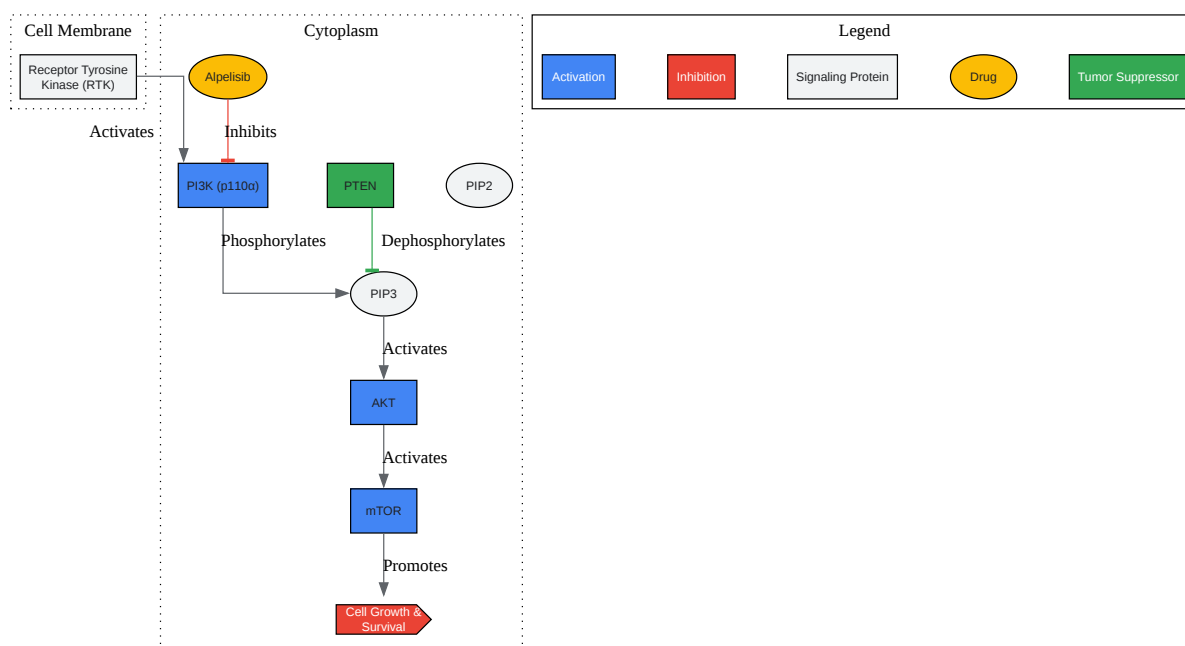 Cell Membrane
Cytoplasm
Legend
Receptor Tyrosine
Kinase (RTK)
Alpelisib
Activation
Inhibition
Signaling Protein
Drug
Tumor Suppressor
Activates
Inhibits
PI3K (p110α)
PTEN
PIP2
Phosphorylates
Dephosphorylates
PIP3
Activates
AKT
Activates
mTOR
Promotes
Cell Growth &
Survival